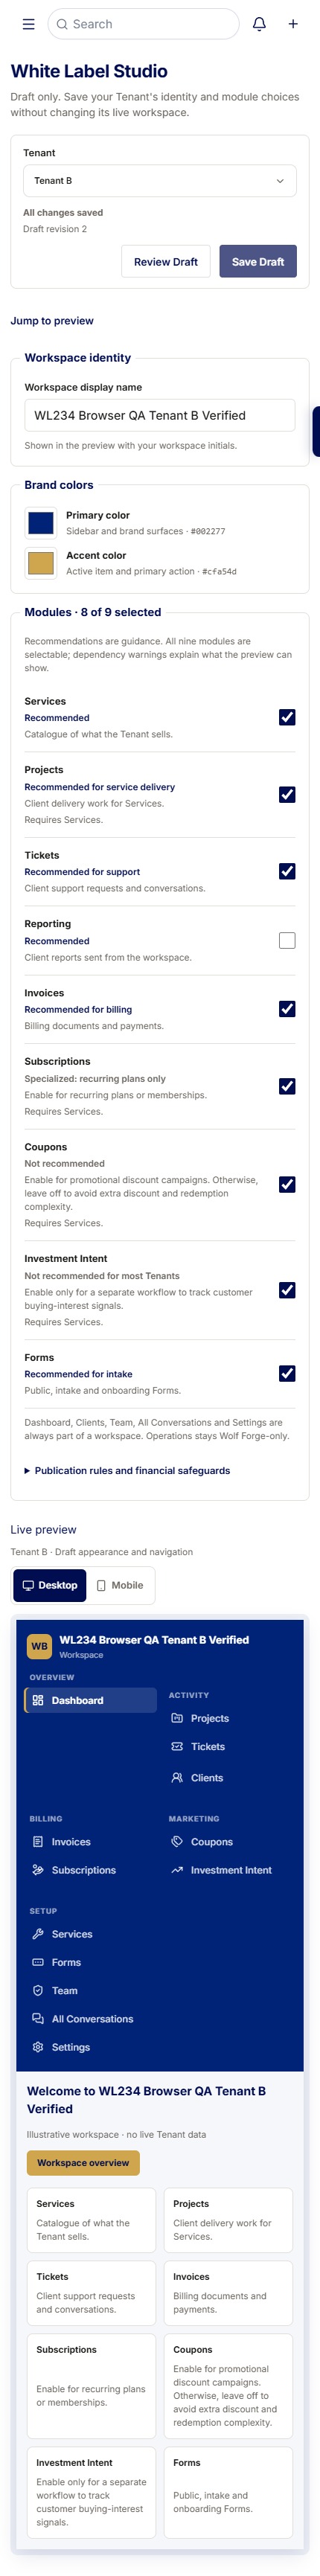 Search
White Label Studio
Draft only. Save your Tenant's identity and module choices
without changing its live workspace.
Tenant
Tenant B
All changes saved
Draft revision 2
Review Draft
Save Draft
Jump to preview
Workspace identity
Workspace display name
WL234 Browser QA Tenant B Verified
Shown in the preview with your workspace initials.
Brand colors
Primary color
Sidebar and brand surfaces · #002277
Accent color
Active item and primary action · #cfa54d
Modules · 8 of 9 selected
Recommendations are guidance. All nine modules are
selectable; dependency warnings explain what the preview can
show.
Services
Recommended
Catalogue of what the Tenant sells.
Projects
Recommended for service delivery
Client delivery work for Services.
Requires Services.
Tickets
Recommended for support
Client support requests and conversations.
Reporting
Recommended
Client reports sent from the workspace.
Invoices
Recommended for billing
Billing documents and payments.
Subscriptions
Specialized: recurring plans only
Enable for recurring plans or memberships.
Requires Services.
Coupons
Not recommended
Enable for promotional discount campaigns. Otherwise,
leave off to avoid extra discount and redemption
complexity.
Requires Services.
Investment Intent
Not recommended for most Tenants
Enable only for a separate workflow to track customer
buying-interest signals.
Requires Services.
Forms
Recommended for intake
Public, intake and onboarding Forms.
Dashboard, Clients, Team, All Conversations and Settings are
always part of a workspace. Operations stays Wolf Forge-only.
Publication rules and financial safeguards
Live preview
Tenant B · Draft appearance and navigation
Desktop
Mobile
WB
WL234 Browser QA Tenant B Verified
Workspace
OVERVIEW
Dashboard
ACTIVITY
Projects
Tickets
Clients
BILLING
Invoices
Subscriptions
MARKETING
Coupons
Investment Intent
SETUP
Services
Forms
Team
All Conversations
Settings
Welcome to WL234 Browser QA Tenant B
Verified
Illustrative workspace · no live Tenant data
Workspace overview
Services
Catalogue of what the
Tenant sells.
Projects
Client delivery work for
Services.
Tickets
Client support requests
and conversations.
Invoices
Billing documents and
payments.
Subscriptions
Enable for recurring plans
or memberships.
Coupons
Enable for promotional
discount campaigns.
Otherwise, leave off to
avoid extra discount and
redemption complexity.
Investment Intent
Enable only for a separate
workflow to track
customer buying-interest
signals.
Forms
Public, intake and
onboarding Forms.